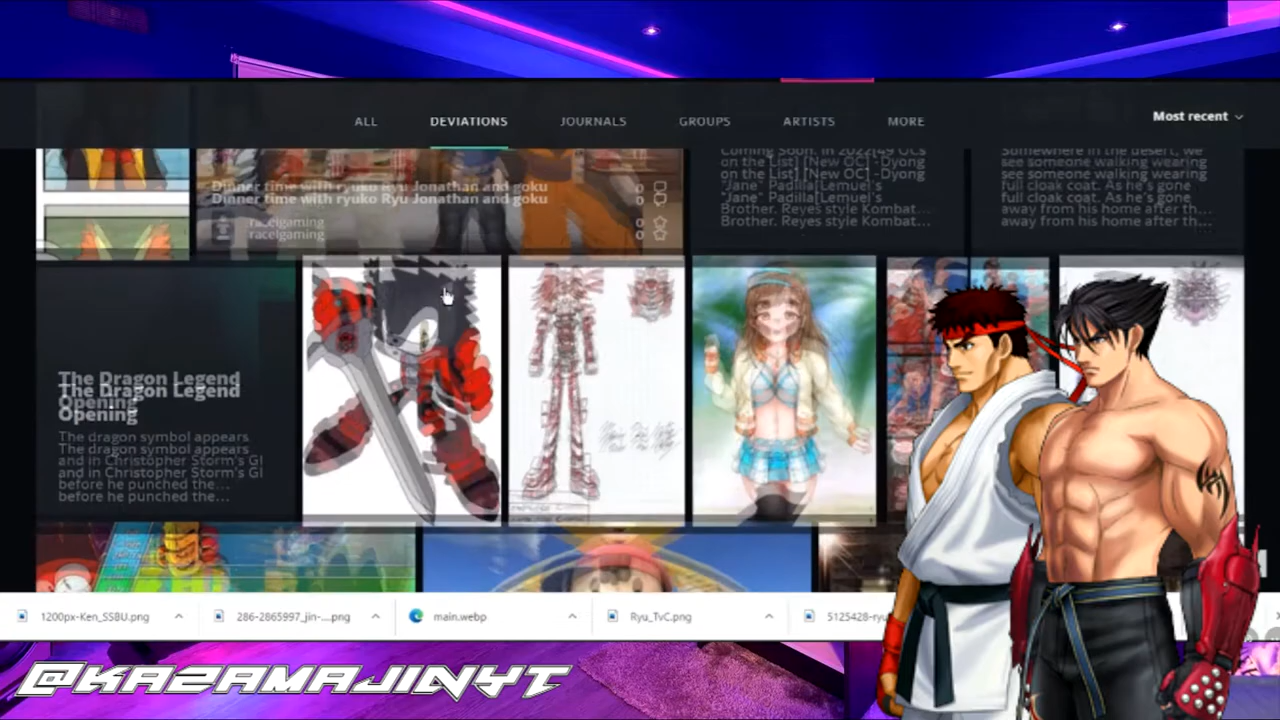 ALL DEVIATIONS JOURNALS GROUPS ARTISTS MORE Most recent
Coming Soon. In 2022[49 OCs
on the List] [New OC] -Dyong
on the List] [New OC] -Dyong
"Jane" Padilla[Lemuel's
"Jane" Padilla[Lemuel's
Brother. Reyes style Kombat...
Brother. Reyes style Kombat...
Somewhere in the desert, we
see someone walking wearing
see someone walking wearing
full cloak coat. As he's gone
full cloak coat. As he's gone
away from his home after th...
away from his home after th...
Dinner time with ryuko Ryu Jonathan and goku 0
Dinner time with ryuko Ryu Jonathan and goku 0
racelgaming 0
racelgaming 0
The Dragon Legend
The Dragon Legend
Opening
Opening
The dragon symbol appears
The dragon symbol appears
and in Christopher Storm's GI
and in Christopher Storm's GI
before he punched the...
before he punched the...
1200px-Ken_SSBU.png
286-2865997_jin-....png
main.webp
Ryu_TvC.png
5125428-ryu
@KAZAMAJINYT